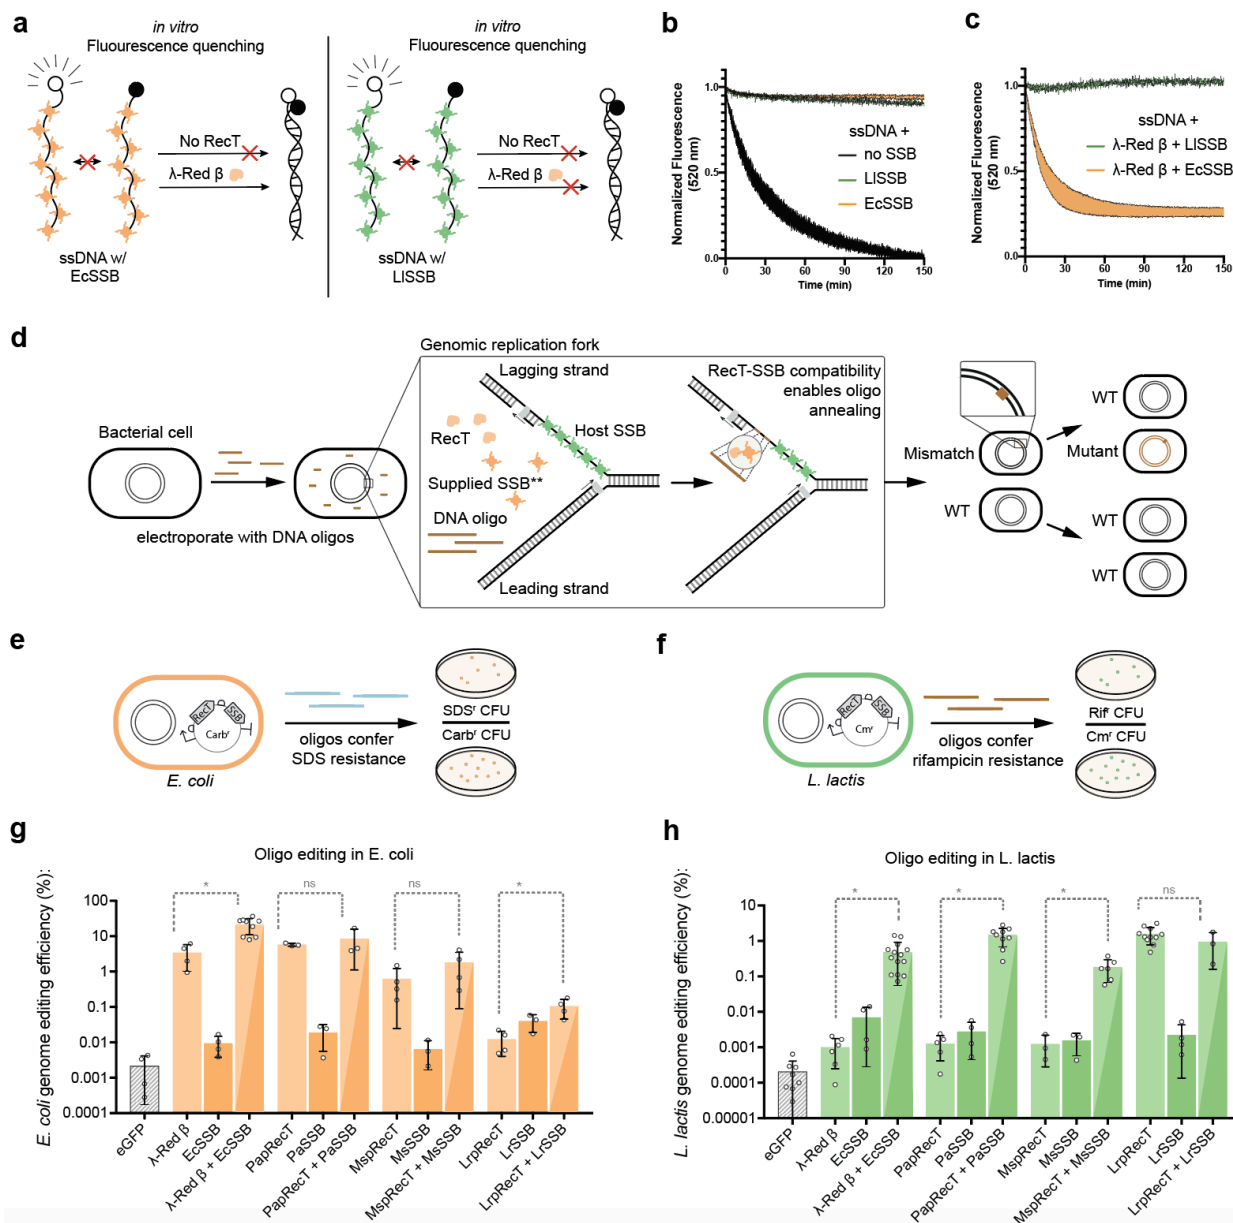 a
in vitro
Fluourescence quenching
in vitro
Fluourescence quenching
No RecT
λ-Red β
No RecT
λ-Red β
ssDNA w/
EcSSB
ssDNA w/
LlSSB
b
Normalized Fluorescence
(520 nm)
1.0
0.5
0.0
ssDNA +
no SSB
LlSSB
EcSSB
0 30 60 90 120 150
Time (min)
c
Normalized Fluorescence
(520 nm)
1.0
0.5
0.0
ssDNA +
λ-Red β + LlSSB
λ-Red β + EcSSB
0 30 60 90 120 150
Time (min)
d
Genomic replication fork
Bacterial cell
electroporate with DNA oligos
Lagging strand
RecT
Host SSB
Supplied SSB**
DNA oligo
Leading strand
RecT-SSB compatibility
enables oligo
annealing
Mismatch
WT
WT
Mutant
WT
WT
e
RecT
SSB
Carbʳ
E. coli
oligos confer
SDS resistance
SDSʳ CFU
Carbʳ CFU
f
RecT
SSB
Cmʳ
L. lactis
oligos confer
rifampicin resistance
Rifʳ CFU
Cmʳ CFU
g
Oligo editing in E. coli
E. coli genome editing efficiency (%):
100
10
1
0.1
0.01
0.001
0.0001
*
ns
ns
*
eGFP
λ-Red β
EcSSB
λ-Red β + EcSSB
PapRecT
PaSSB
PapRecT + PaSSB
MspRecT
MsSSB
MspRecT + MsSSB
LrpRecT
LrSSB
LrpRecT + LrSSB
h
Oligo editing in L. lactis
L. lactis genome editing efficiency (%):
100
10
1
0.1
0.01
0.001
0.0001
0.00001
*
*
*
ns
eGFP
λ-Red β
EcSSB
λ-Red β + EcSSB
PapRecT
PaSSB
PapRecT + PaSSB
MspRecT
MsSSB
MspRecT + MsSSB
LrpRecT
LrSSB
LrpRecT + LrSSB